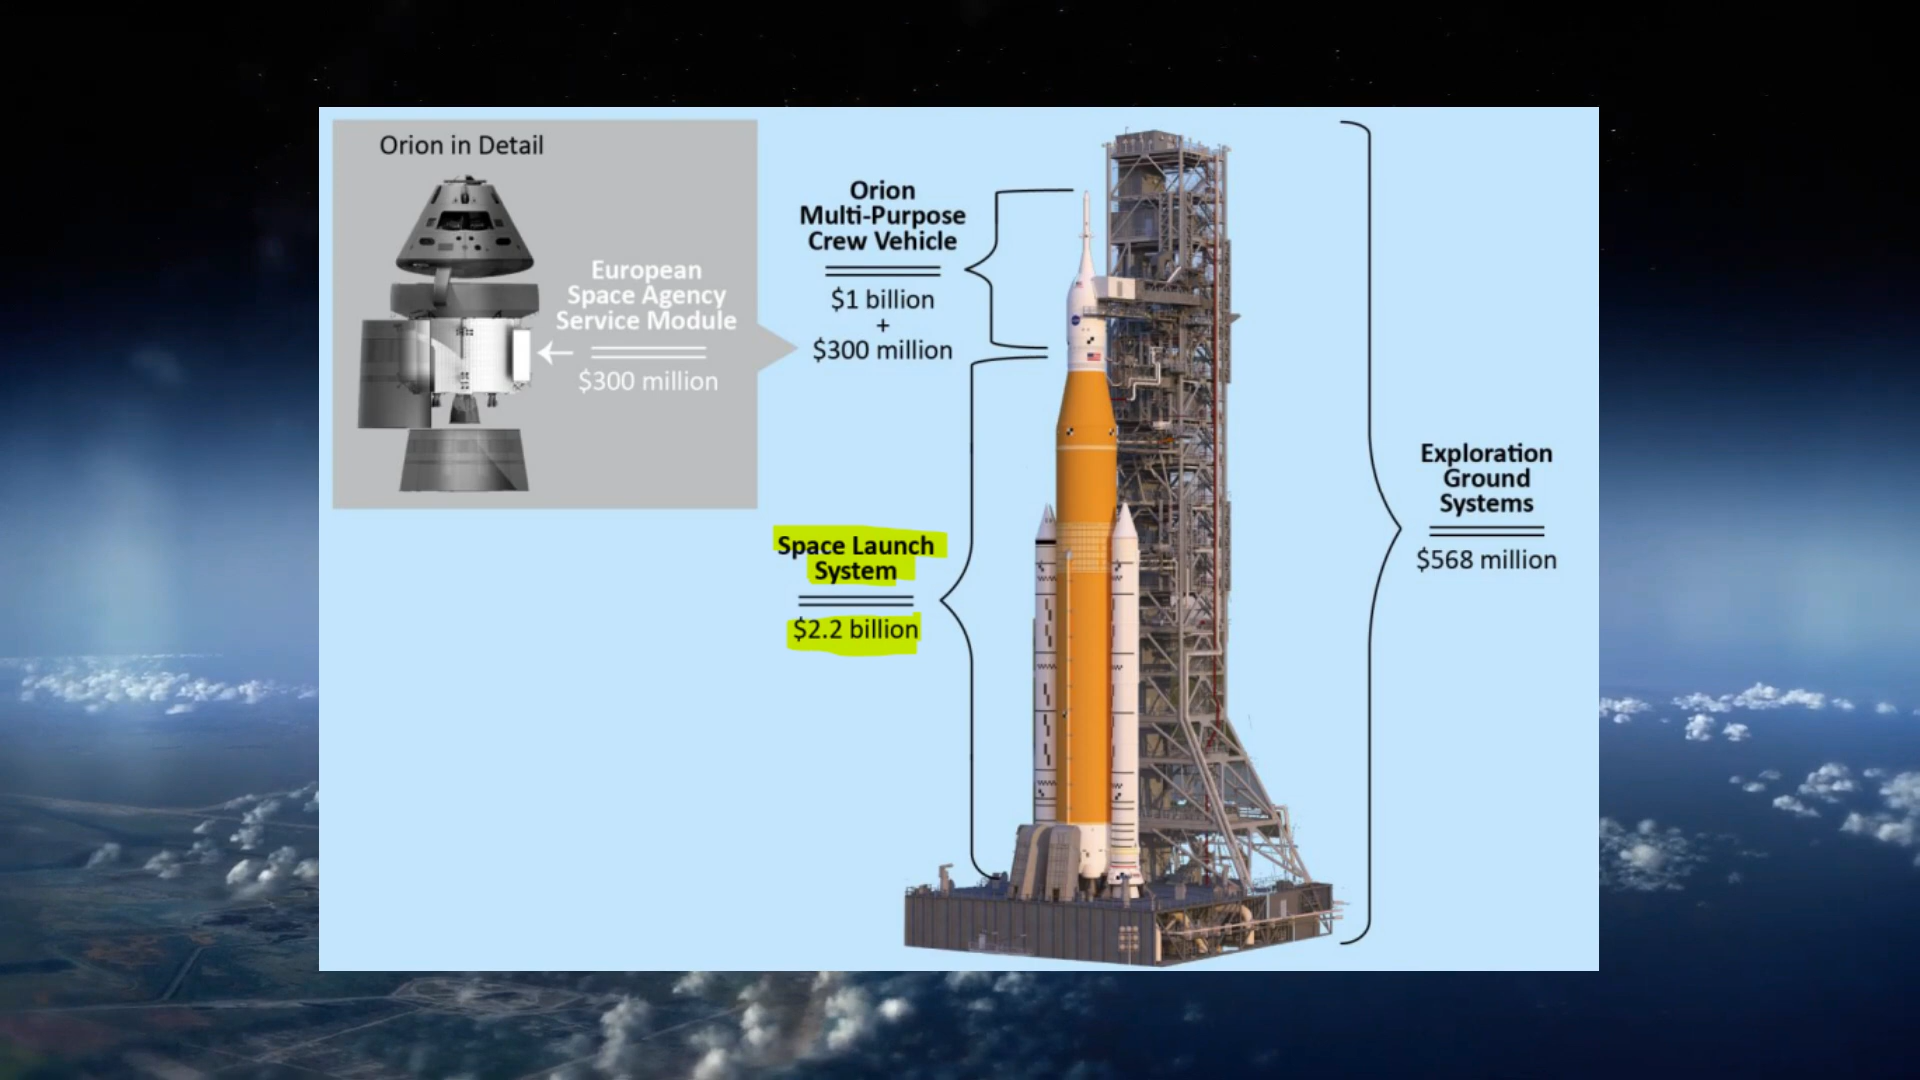 Orion in Detail
European
Space Agency
Service Module
$300 million
Orion
Multi-Purpose
Crew Vehicle
$1 billion
+
$300 million
Space Launch
System
$2.2 billion
Exploration
Ground
Systems
$568 million